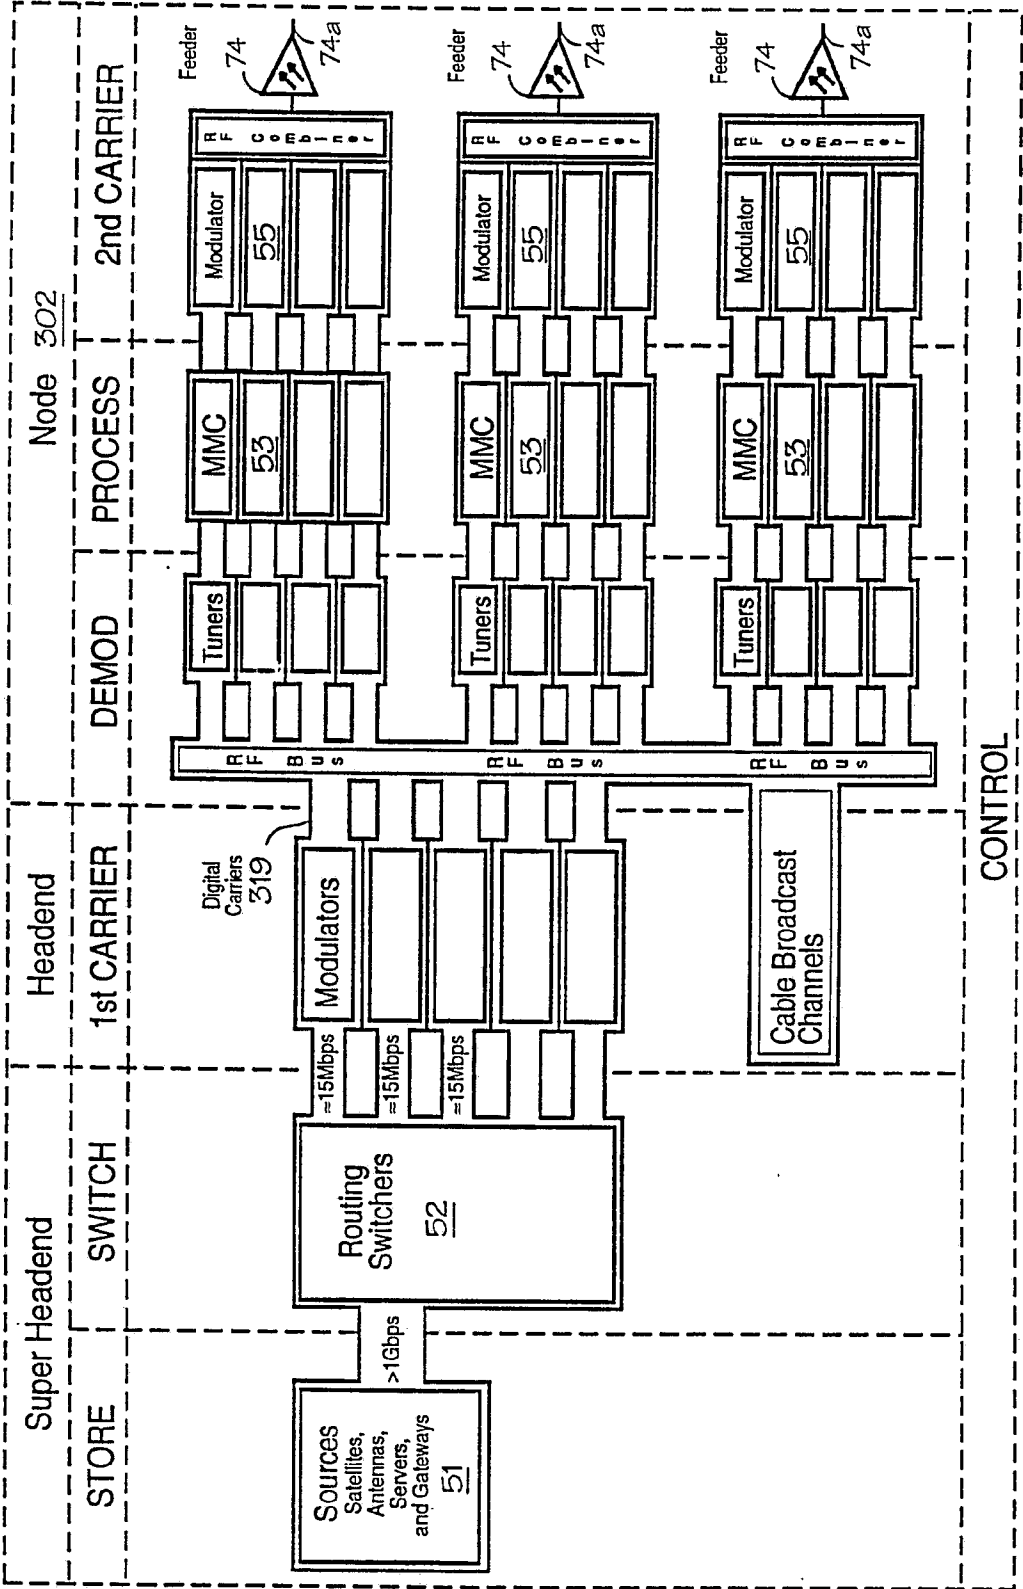 Super Headend
Headend
Node 302
STORE
SWITCH
1st CARRIER
DEMOD
PROCESS
2nd CARRIER
Sources
Satellites,
Antennas,
Servers,
and Gateways
51
>1Gbps
Routing
Switchers
52
≈15Mbps
≈15Mbps
≈15Mbps
Modulators
Digital
Carriers
319
Cable Broadcast
Channels
RF Bus
RF Bus
RF Bus
Tuners
MMC
53
Modulator
55
RF Combiner
Feeder
74
74a
Tuners
MMC
53
Modulator
55
RF Combiner
Feeder
74
74a
Tuners
MMC
53
Modulator
55
RF Combiner
Feeder
74
74a
CONTROL